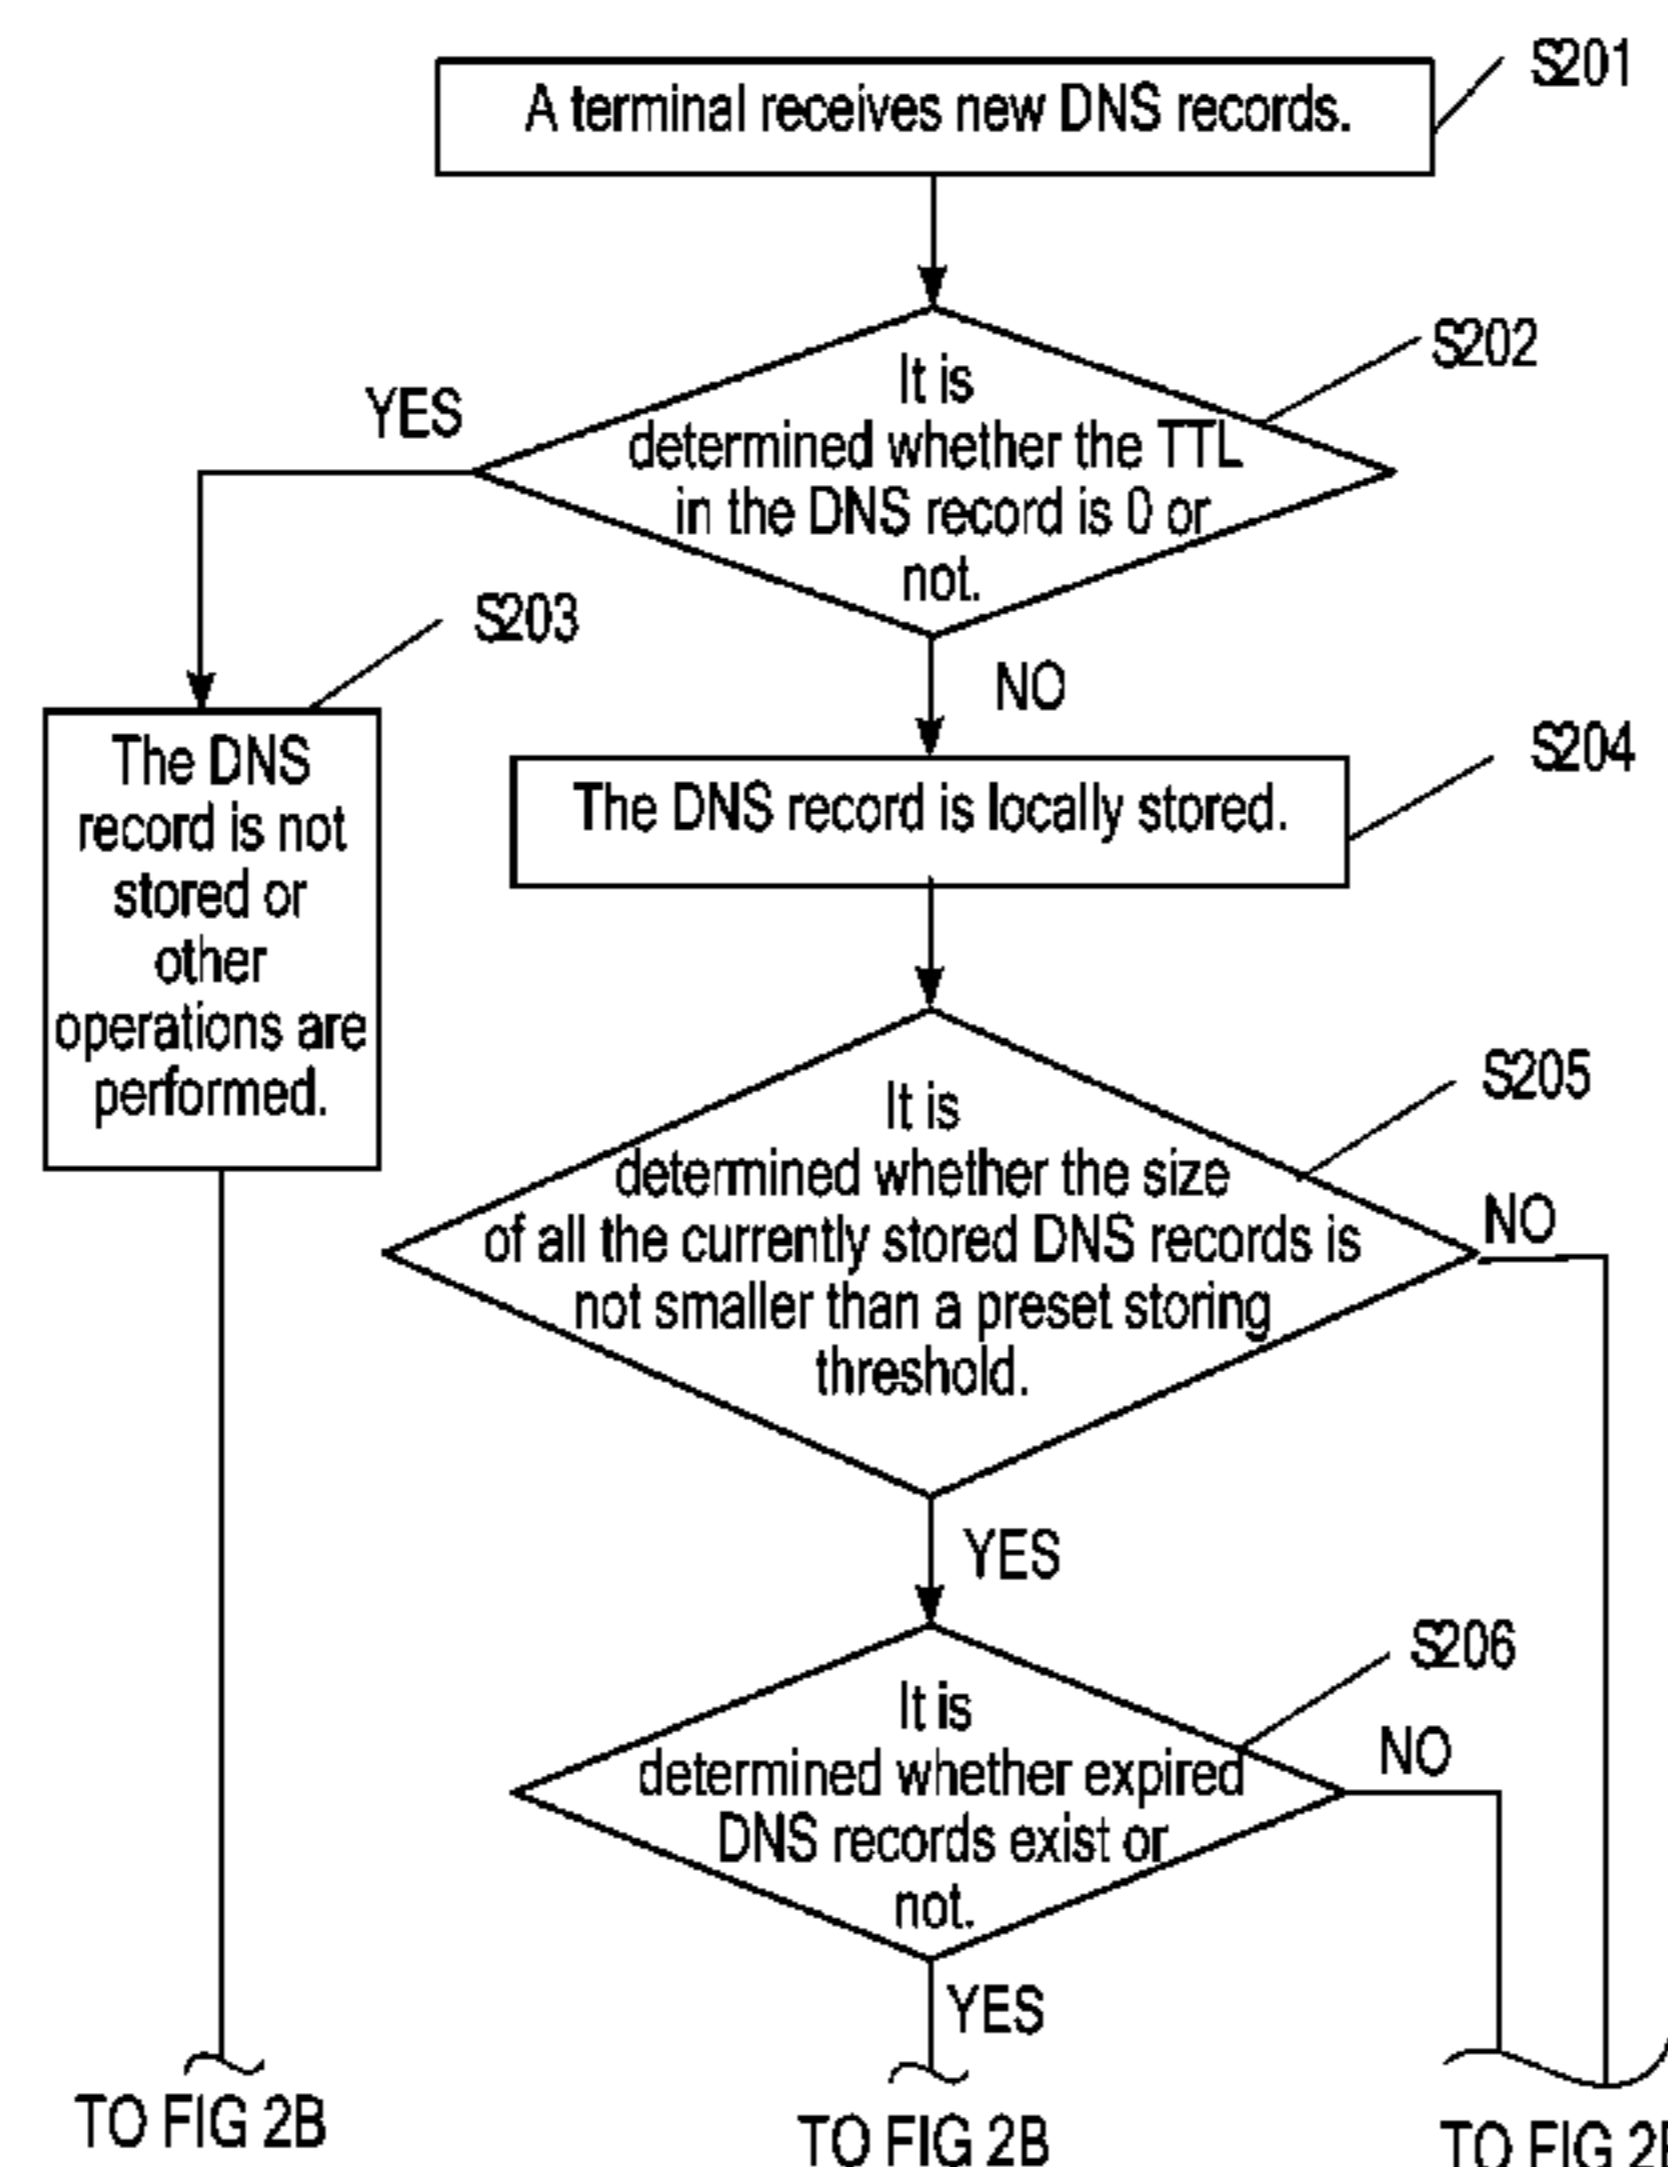 S201
A terminal receives new DNS records.
S202
YES
It is
determined whether the TTL
in the DNS record is 0 or
not.
S203
NO
The DNS
record is not
stored or
other
operations are
performed.
S204
The DNS record is locally stored.
S205
It is
determined whether the size
of all the currently stored DNS records is
not smaller than a preset storing
threshold.
NO
YES
S206
It is
determined whether expired
DNS records exist or
not.
NO
YES
TO FIG 2B
TO FIG 2B
TO FIG